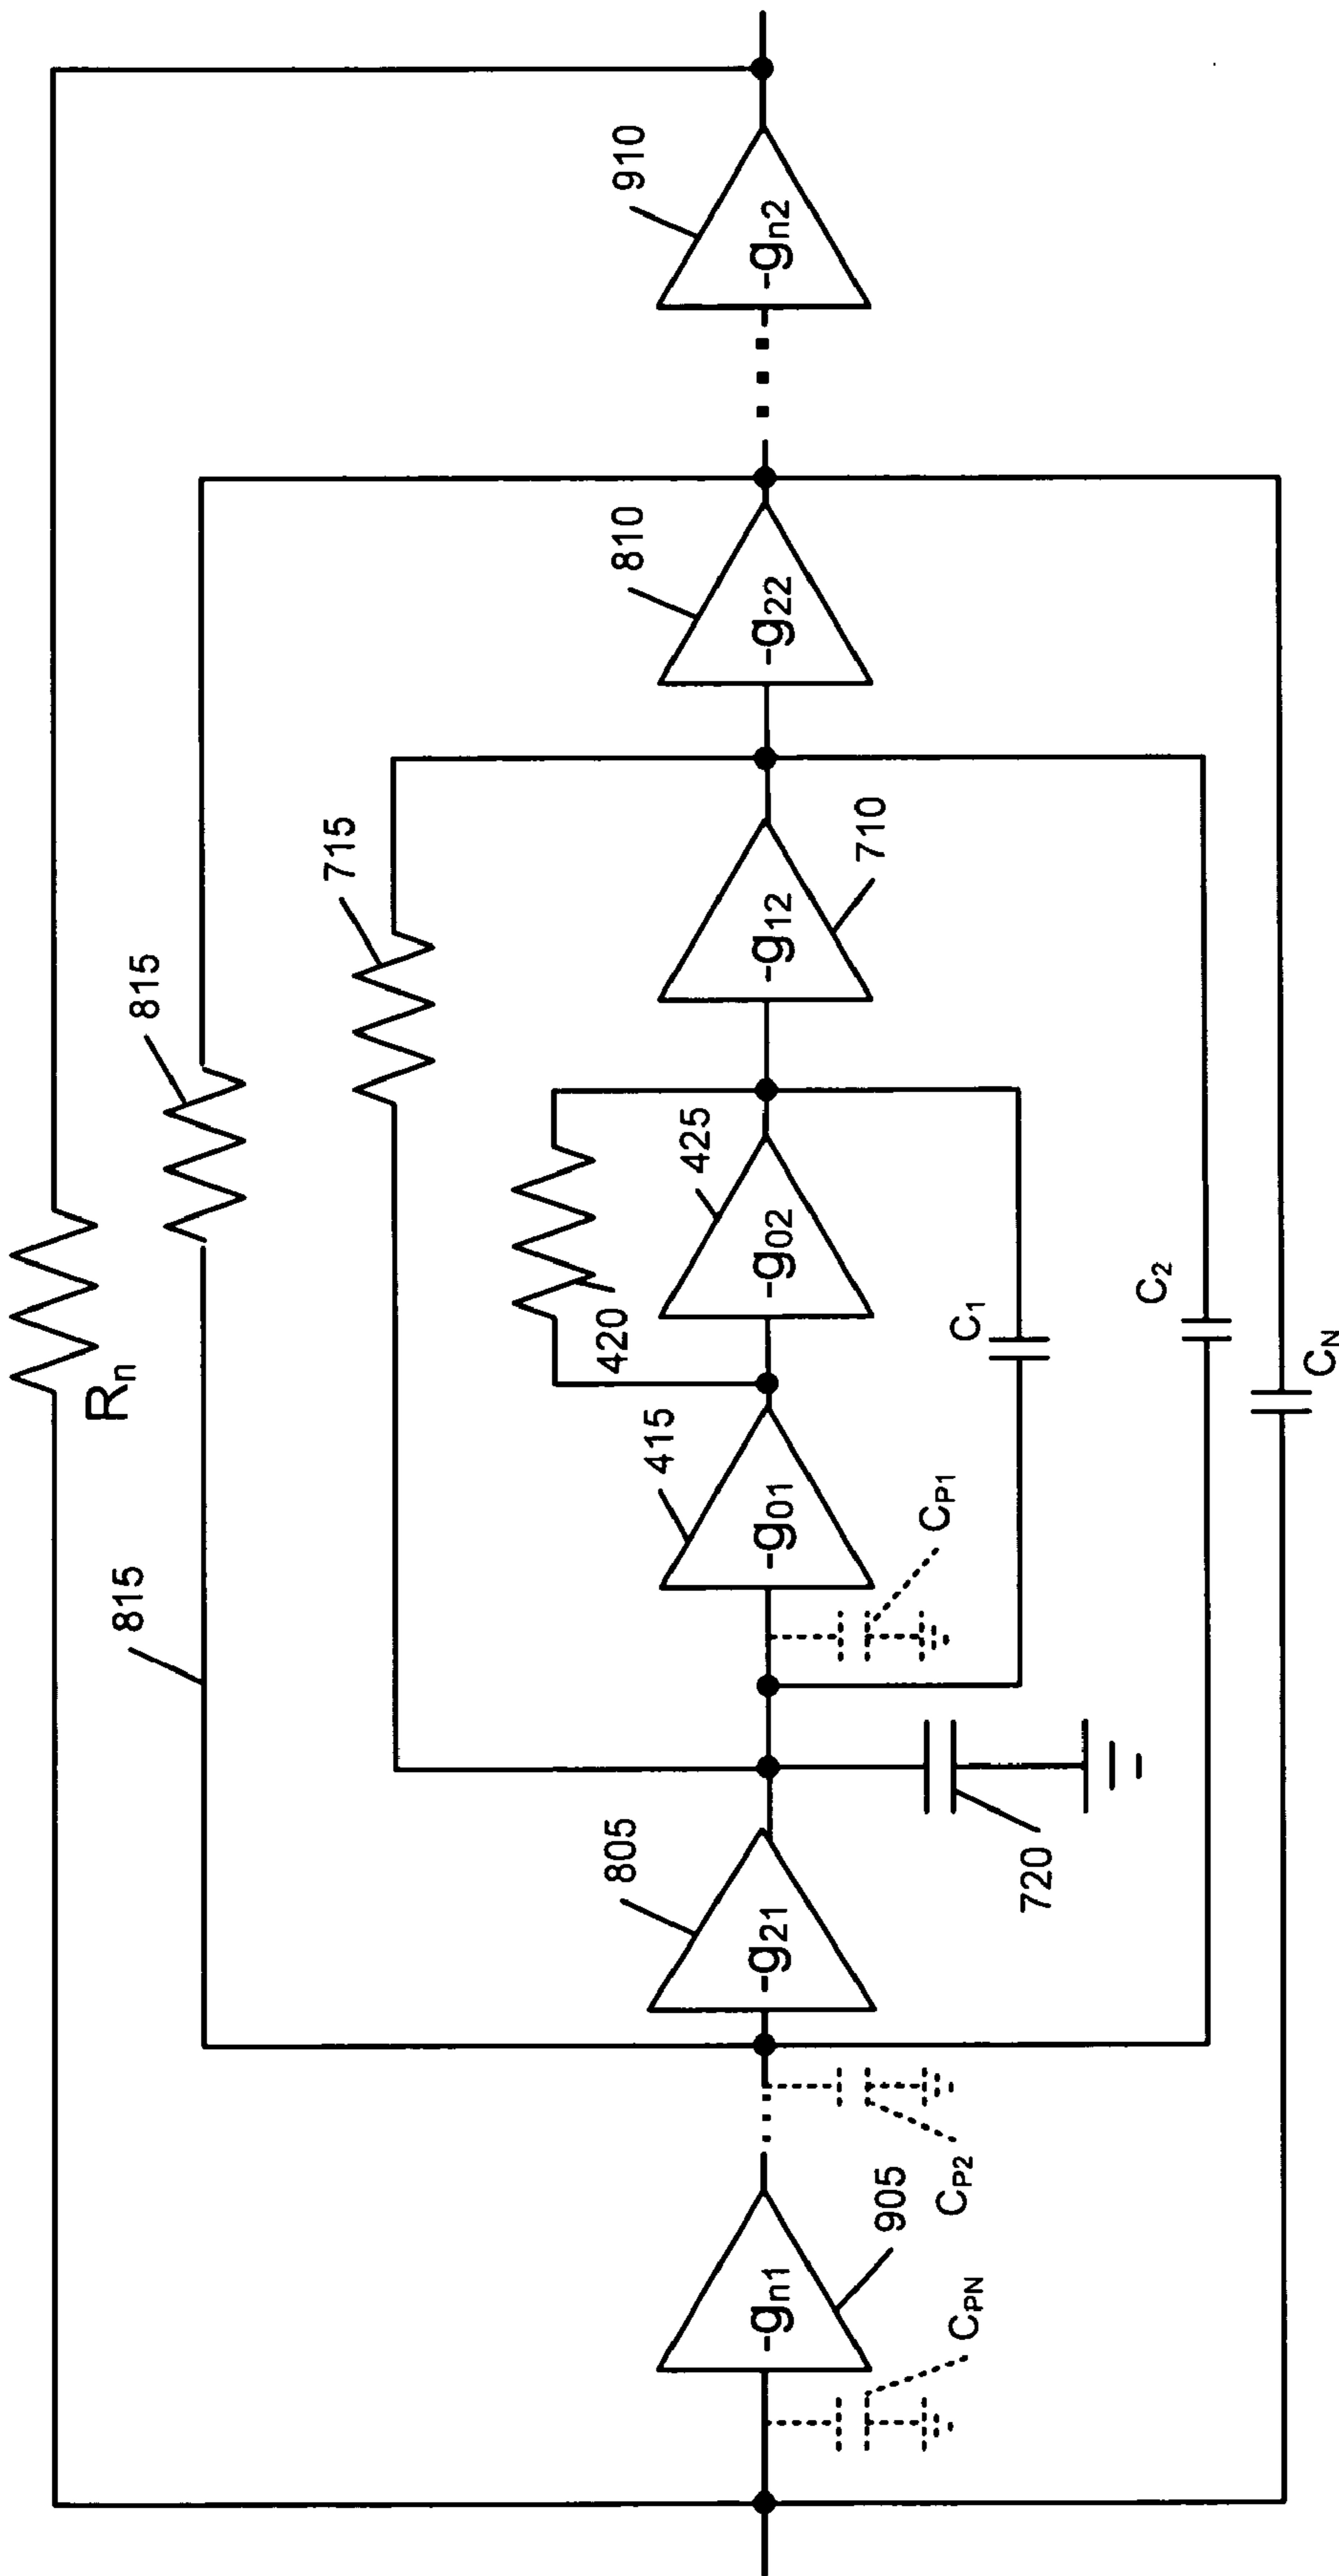 Rₙ
815
815
715
420
905
-gₙ₁
Cₚₙ
Cₚ₂
805
-g₂₁
720
415
-g₀₁
Cₚ₁
425
-g₀₂
C₁
-g₁₂
710
810
-g₂₂
C₂
C_N
910
-gₙ₂